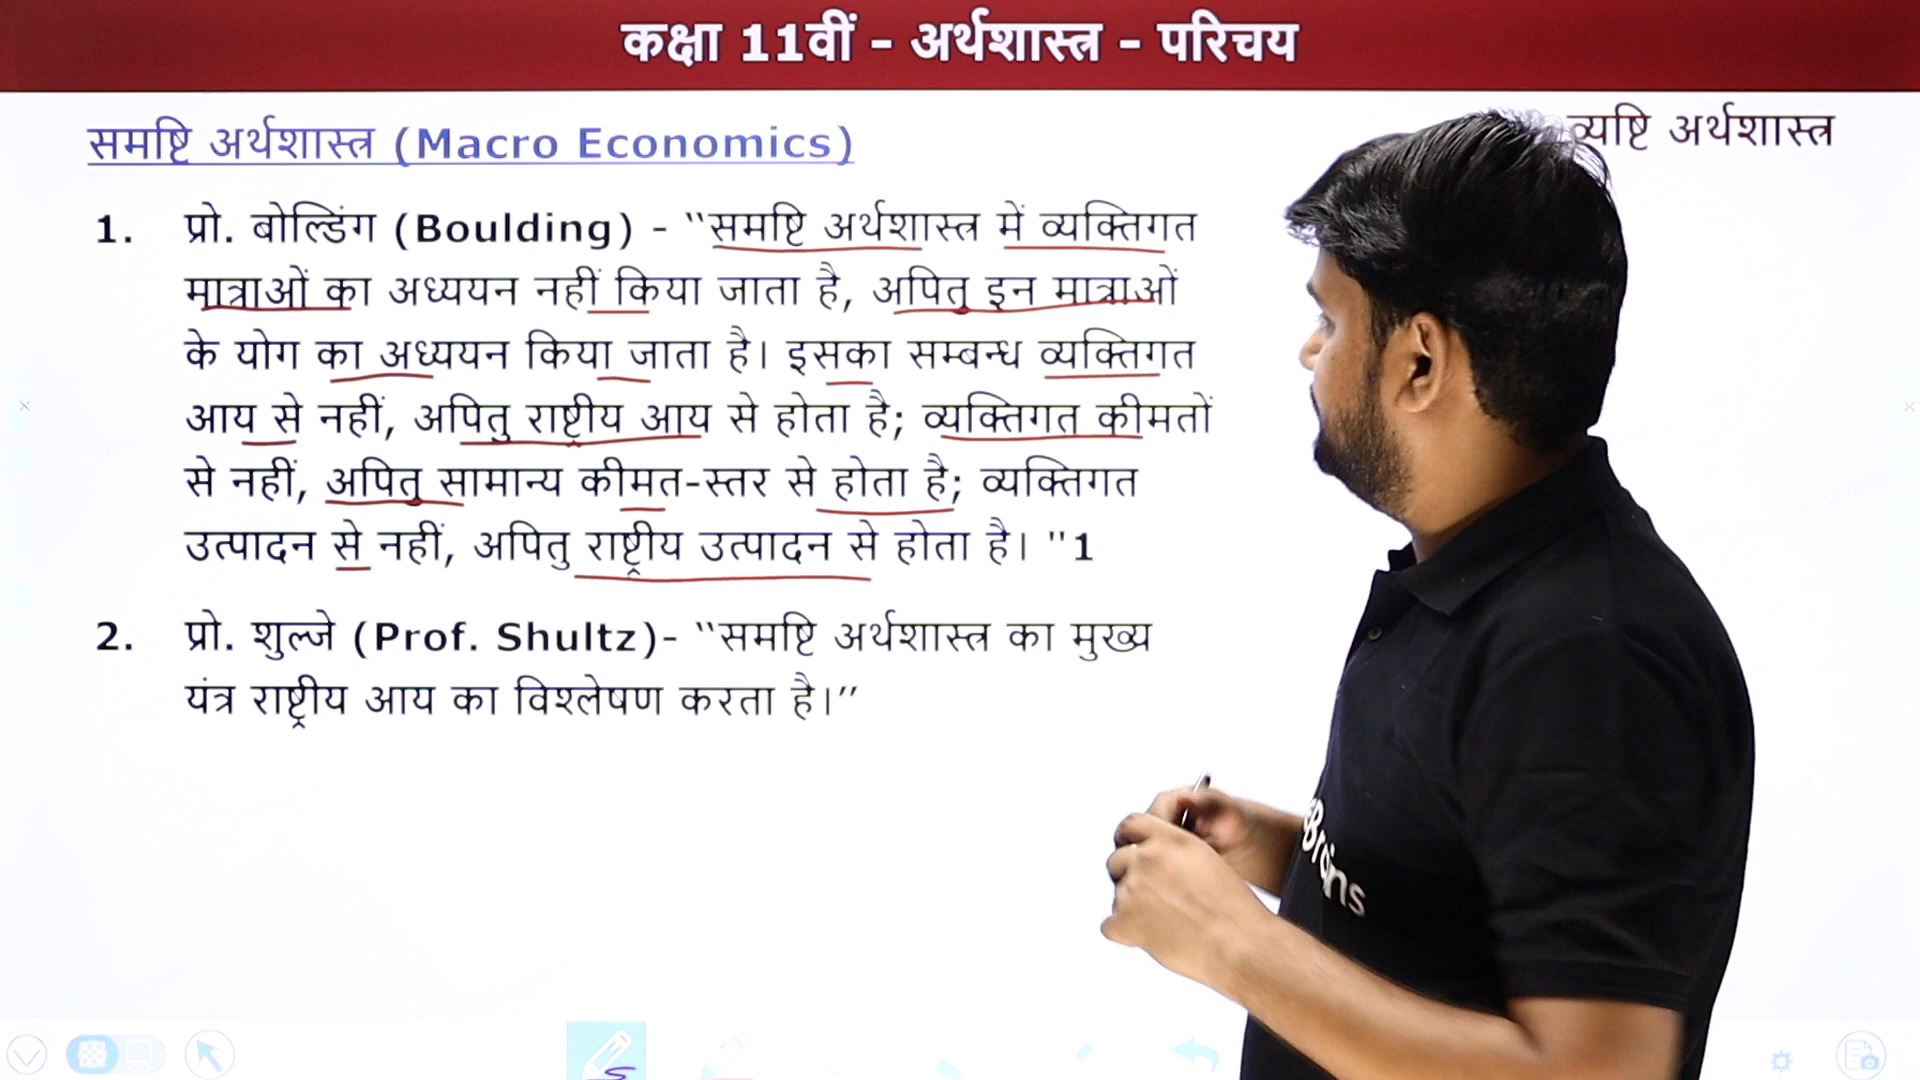 कक्षा 11वीं - अर्थशास्त्र - परिचय
व्यष्टि अर्थशास्त्र
समष्टि अर्थशास्त्र (Macro Economics)
1. प्रो. बोल्डिंग (Boulding) - "समष्टि अर्थशास्त्र में व्यक्तिगत
मात्राओं का अध्ययन नहीं किया जाता है, अपितु इन मात्राओं
के योग का अध्ययन किया जाता है। इसका सम्बन्ध व्यक्तिगत
आय से नहीं, अपितु राष्ट्रीय आय से होता है; व्यक्तिगत कीमतों
से नहीं, अपितु सामान्य कीमत-स्तर से होता है; व्यक्तिगत
उत्पादन से नहीं, अपितु राष्ट्रीय उत्पादन से होता है। "1
2. प्रो. शुल्जे (Prof. Shultz)- "समष्टि अर्थशास्त्र का मुख्य
यंत्र राष्ट्रीय आय का विश्लेषण करता है।"
Brains